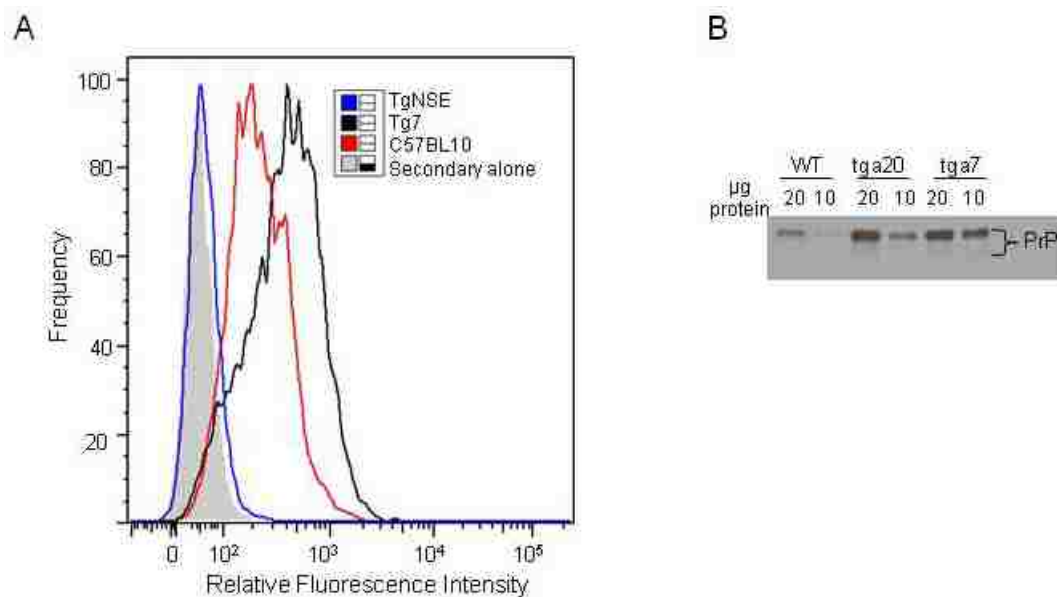 A
100
80
60
40
20
Frequency
TgNSE
Tg7
C57BL10
Secondary alone
0 10² 10³ 10⁴ 10⁵
Relative Fluorescence Intensity
B
WT tga20 tga7
µg protein
20 10 20 10 20 10
PrP